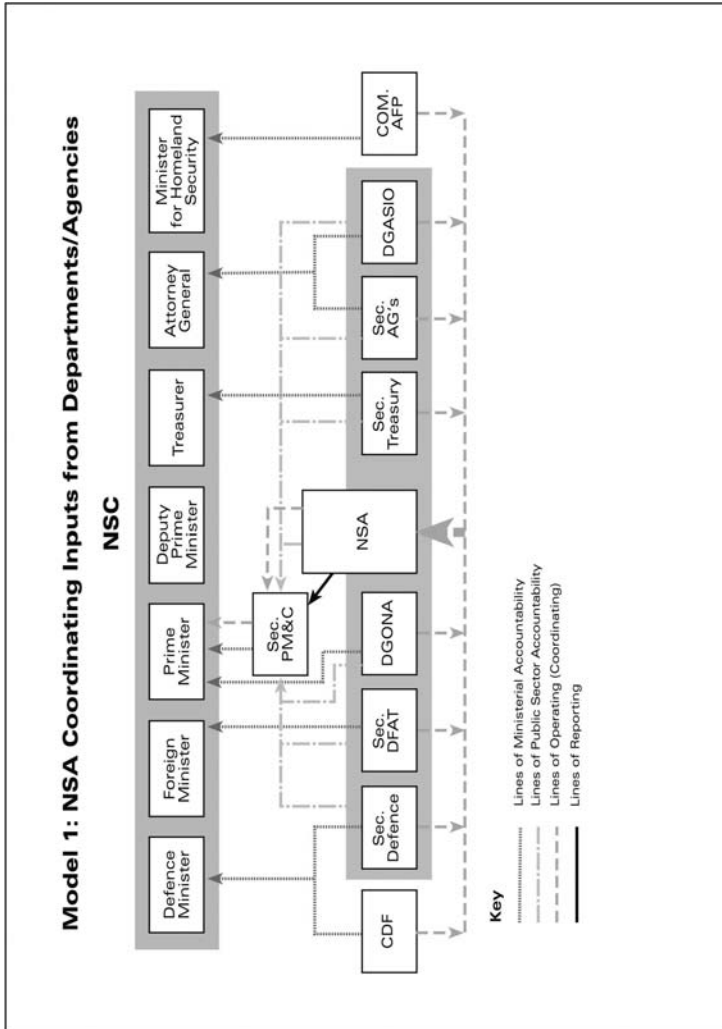 Model 1: NSA Coordinating Inputs from Departments/Agencies
NSC
Defence
Minister
Foreign
Minister
Prime
Minister
Deputy
Prime
Minister
Treasurer
Attorney
General
Minister
for Homeland
Security
Sec.
PM&C
CDF
Sec.
Defence
Sec.
DFAT
DGONA
NSA
Sec.
Treasury
Sec.
AG's
DGASIO
COM.
AFP
Key
Lines of Ministerial Accountability
Lines of Public Sector Accountability
Lines of Operating (Coordinating)
Lines of Reporting